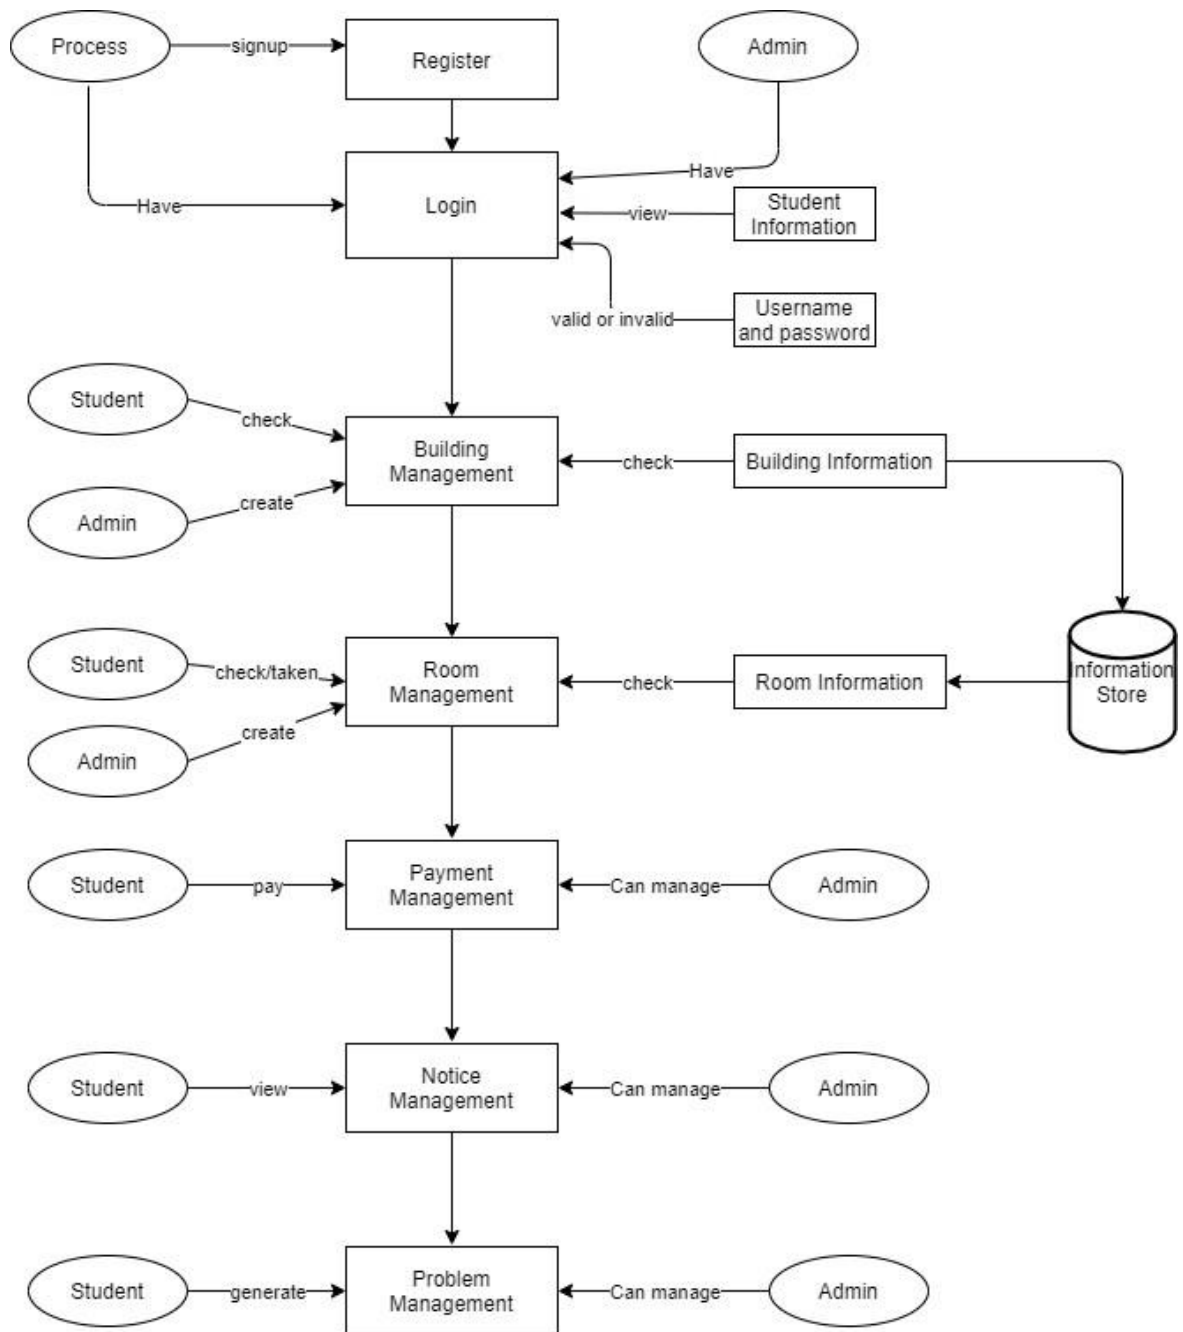 Process
signup
Register
Admin
Have
Login
Have
view
Student
Information
valid or invalid
Username
and password
Student
check
Building
Management
check
Building Information
Admin
create
Student
check/taken
Room
Management
check
Room Information
Information
Store
Admin
create
Student
pay
Payment
Management
Can manage
Admin
Student
view
Notice
Management
Can manage
Admin
Student
generate
Problem
Management
Can manage
Admin